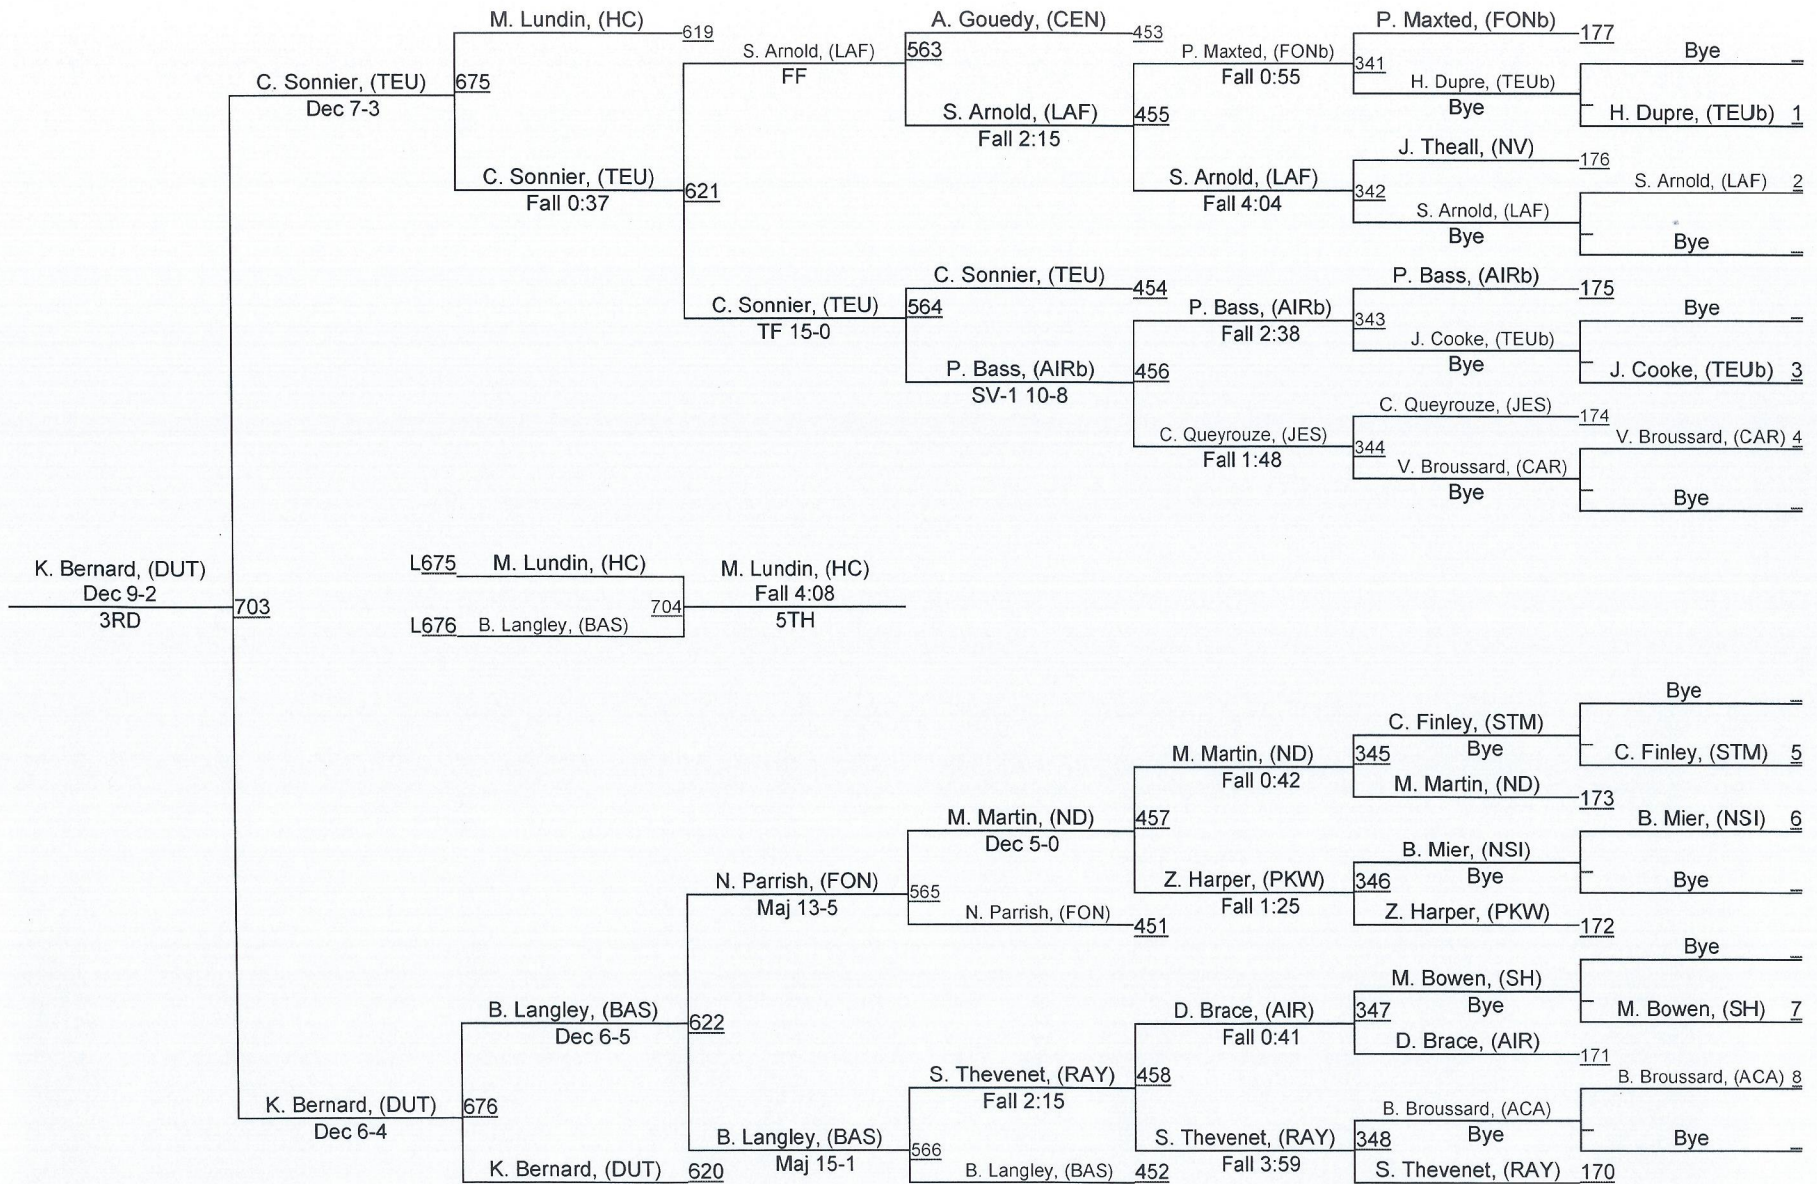 M. Lundin, (HC)
619
A. Gouedy, (CEN)
453
P. Maxted, (FONb)
177
Bye
S. Arnold, (LAF)
FF
563
P. Maxted, (FONb)
Fall 0:55
341
H. Dupre, (TEUb)
Bye
H. Dupre, (TEUb) 1
C. Sonnier, (TEU)
Dec 7-3
675
S. Arnold, (LAF)
Fall 2:15
455
J. Theall, (NV)
176
S. Arnold, (LAF) 2
C. Sonnier, (TEU)
Fall 0:37
621
S. Arnold, (LAF)
Fall 4:04
342
S. Arnold, (LAF)
Bye
Bye
C. Sonnier, (TEU)
454
P. Bass, (AIRb)
175
Bye
C. Sonnier, (TEU)
TF 15-0
564
P. Bass, (AIRb)
Fall 2:38
343
J. Cooke, (TEUb)
Bye
J. Cooke, (TEUb) 3
P. Bass, (AIRb)
SV-1 10-8
456
C. Queyrouze, (JES)
174
V. Broussard, (CAR) 4
C. Queyrouze, (JES)
Fall 1:48
344
V. Broussard, (CAR)
Bye
Bye
K. Bernard, (DUT)
Dec 9-2
3RD
703
L675 M. Lundin, (HC)
L676 B. Langley, (BAS)
704
M. Lundin, (HC)
Fall 4:08
5TH
Bye
C. Finley, (STM)
Bye
C. Finley, (STM) 5
M. Martin, (ND)
Fall 0:42
345
M. Martin, (ND)
173
M. Martin, (ND)
Dec 5-0
457
B. Mier, (NSI) 6
B. Mier, (NSI)
Bye
Bye
N. Parrish, (FON)
Maj 13-5
565
Z. Harper, (PKW)
Fall 1:25
346
Z. Harper, (PKW)
172
N. Parrish, (FON)
451
Bye
M. Bowen, (SH)
Bye
M. Bowen, (SH) 7
B. Langley, (BAS)
Dec 6-5
622
D. Brace, (AIR)
Fall 0:41
347
D. Brace, (AIR)
171
S. Thevenet, (RAY)
Fall 2:15
458
B. Broussard, (ACA) 8
K. Bernard, (DUT)
Dec 6-4
676
B. Broussard, (ACA)
Bye
Bye
B. Langley, (BAS)
Maj 15-1
566
S. Thevenet, (RAY)
Fall 3:59
348
K. Bernard, (DUT)
620
B. Langley, (BAS)
452
S. Thevenet, (RAY)
170